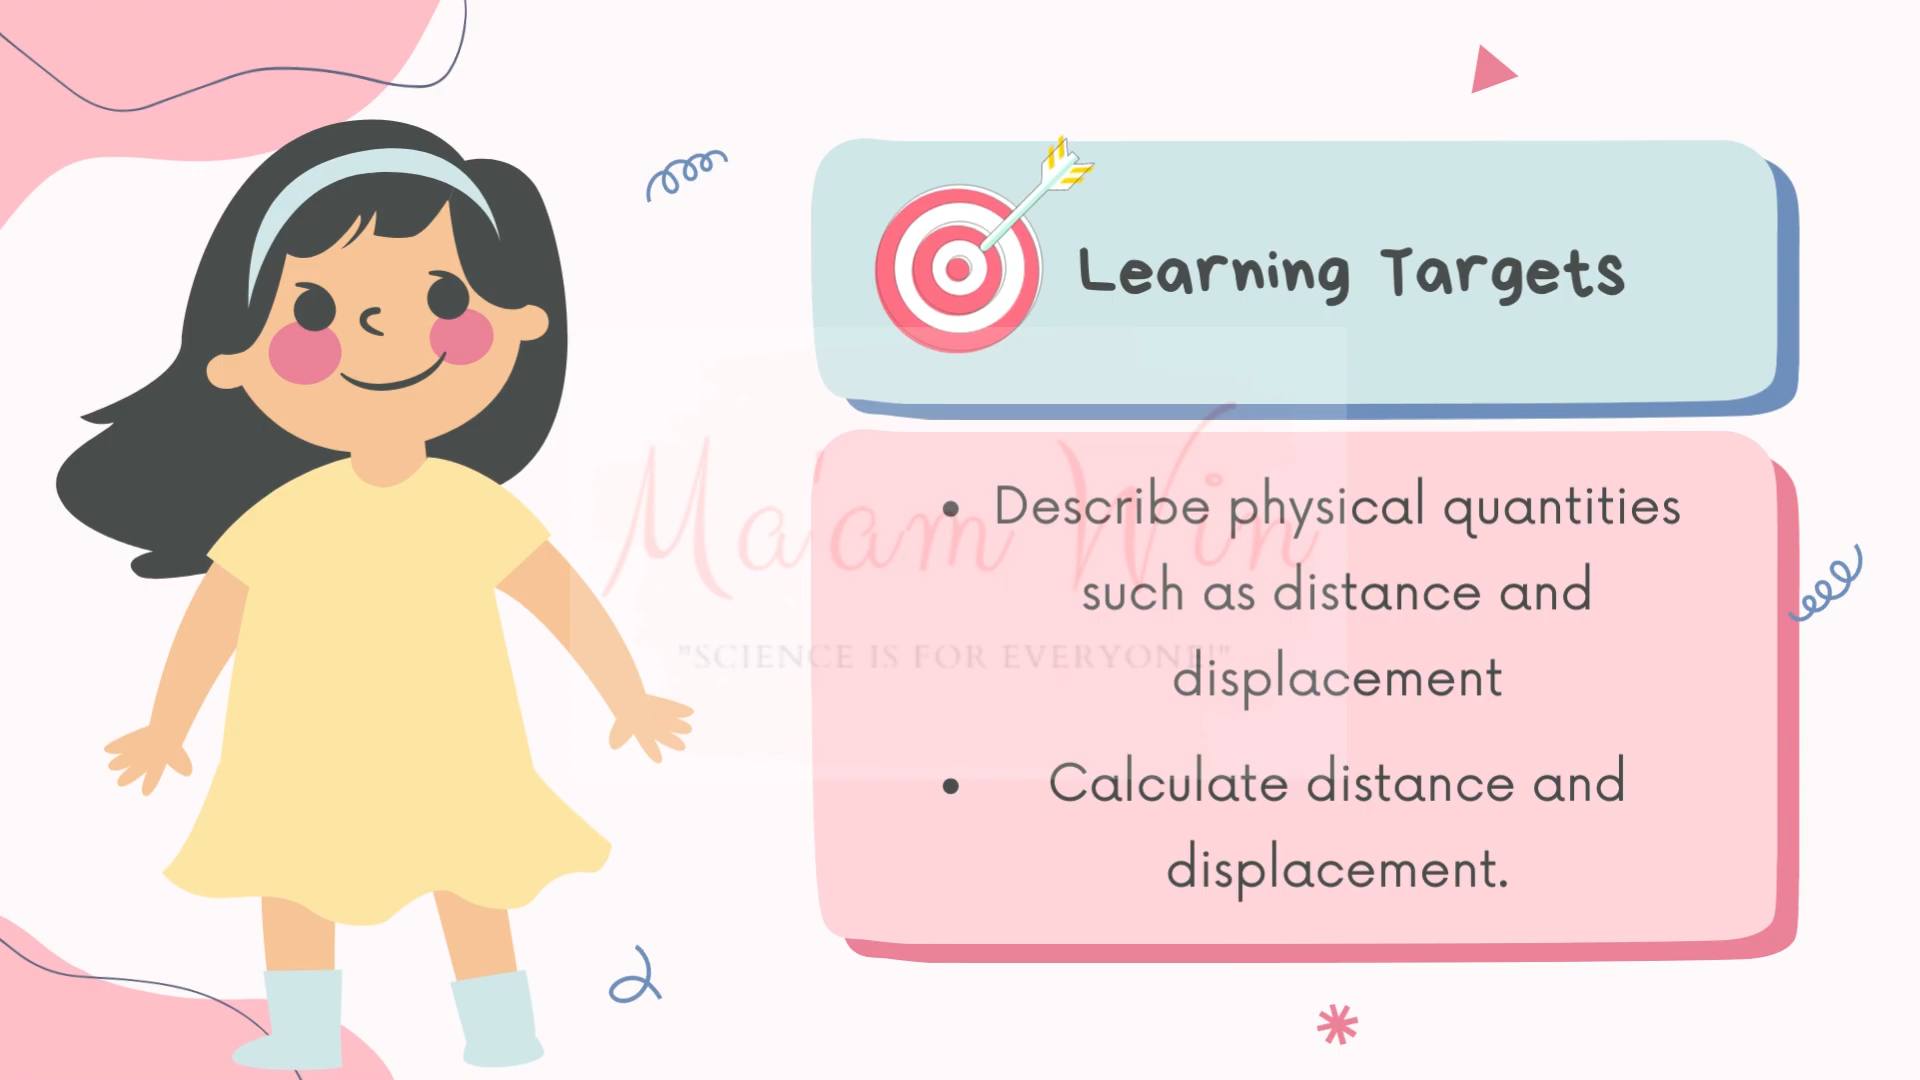 Learning Targets
• Describe physical quantities
such as distance and
displacement
• Calculate distance and
displacement.
Ma'am Win
"SCIENCE IS FOR EVERYONE!"